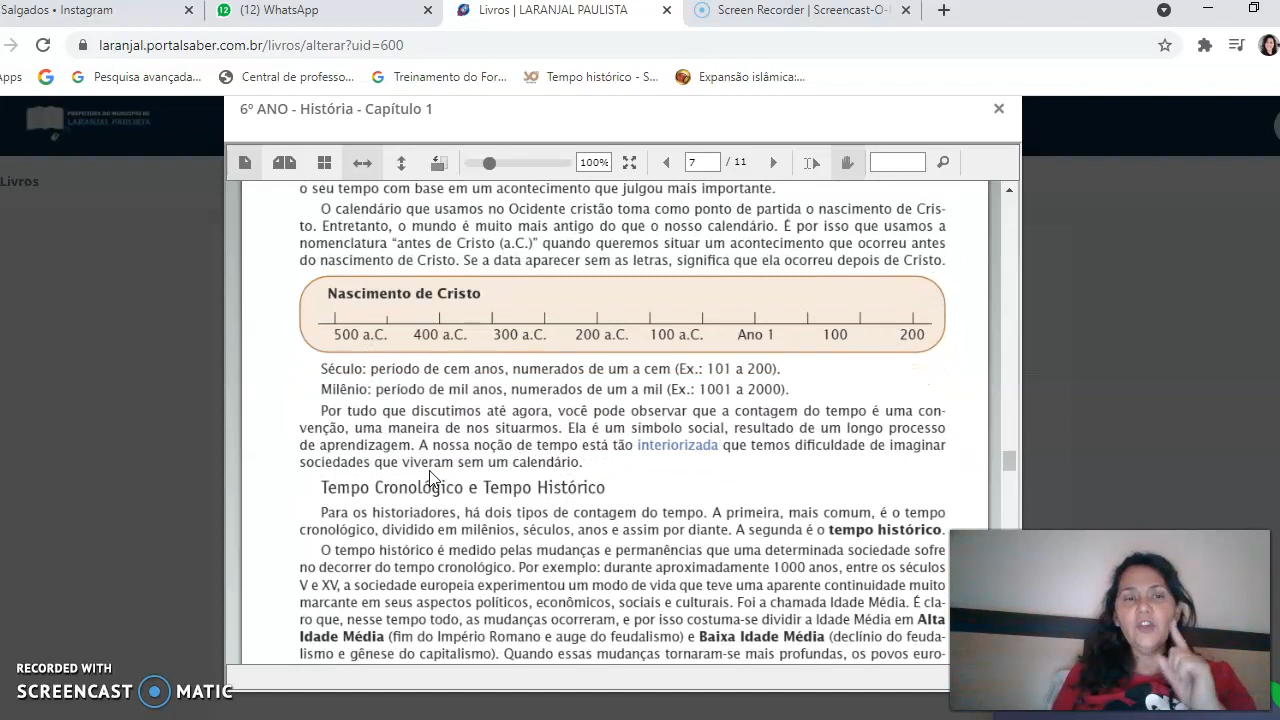 Salgados • Instagram
(12) WhatsApp
Livros | LARANJAL PAULISTA
Screen Recorder | Screencast-O-
laranjal.portalsaber.com.br/livros/alterar?uid=600
Apps
Pesquisa avançada...
Central de professo...
Treinamento do For...
Tempo histórico - S...
Expansão islâmica:...
PREFEITURA DO MUNICÍPIO DE
LARANJAL PAULISTA
6º ANO - História - Capítulo 1
100%
7 / 11
Livros
o seu tempo com base em um acontecimento que julgou mais importante.
O calendário que usamos no Ocidente cristão toma como ponto de partida o nascimento de Cris-
to. Entretanto, o mundo é muito mais antigo do que o nosso calendário. É por isso que usamos a
nomenclatura “antes de Cristo (a.C.)” quando queremos situar um acontecimento que ocorreu antes
do nascimento de Cristo. Se a data aparecer sem as letras, significa que ela ocorreu depois de Cristo.
Nascimento de Cristo
500 a.C. 400 a.C. 300 a.C. 200 a.C. 100 a.C. Ano 1 100 200
Século: período de cem anos, numerados de um a cem (Ex.: 101 a 200).
Milênio: período de mil anos, numerados de um a mil (Ex.: 1001 a 2000).
Por tudo que discutimos até agora, você pode observar que a contagem do tempo é uma con-
venção, uma maneira de nos situarmos. Ela é um símbolo social, resultado de um longo processo
de aprendizagem. A nossa noção de tempo está tão interiorizada que temos dificuldade de imaginar
sociedades que viveram sem um calendário.
Tempo Cronológico e Tempo Histórico
Para os historiadores, há dois tipos de contagem do tempo. A primeira, mais comum, é o tempo
cronológico, dividido em milênios, séculos, anos e assim por diante. A segunda é o tempo histórico.
O tempo histórico é medido pelas mudanças e permanências que uma determinada sociedade sofre
no decorrer do tempo cronológico. Por exemplo: durante aproximadamente 1000 anos, entre os séculos
V e XV, a sociedade europeia experimentou um modo de vida que teve uma aparente continuidade muito
marcante em seus aspectos políticos, econômicos, sociais e culturais. Foi a chamada Idade Média. É cla-
ro que, nesse tempo todo, as mudanças ocorreram, e por isso costuma-se dividir a Idade Média em Alta
Idade Média (fim do Império Romano e auge do feudalismo) e Baixa Idade Média (declínio do feuda-
lismo e gênese do capitalismo). Quando essas mudanças tornaram-se mais profundas, os povos euro-
RECORDED WITH
SCREENCAST MATIC